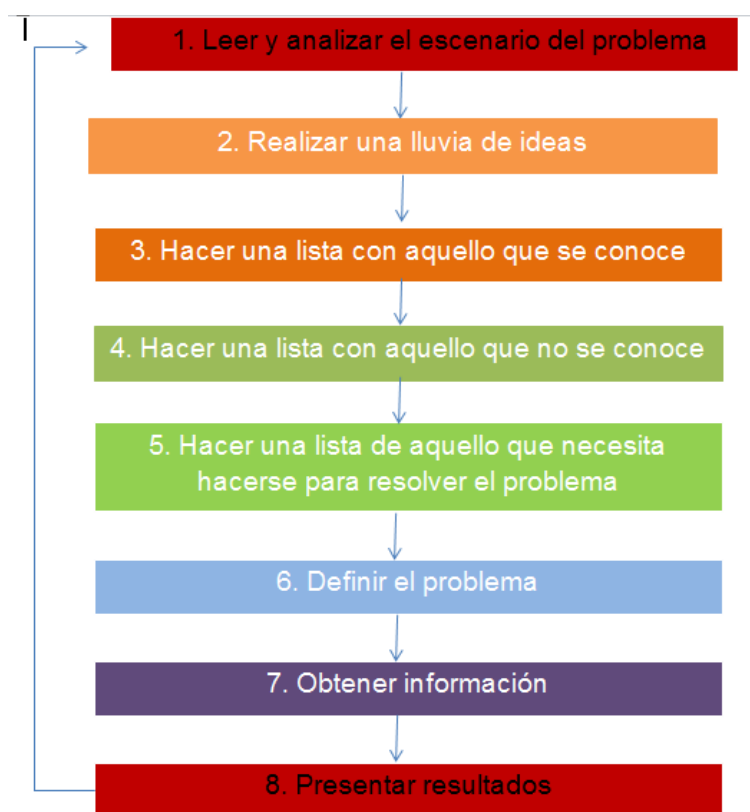 1. Leer y analizar el escenario del problema
2. Realizar una lluvia de ideas
3. Hacer una lista con aquello que se conoce
4. Hacer una lista con aquello que no se conoce
5. Hacer una lista de aquello que necesita
hacerse para resolver el problema
6. Definir el problema
7. Obtener información
8. Presentar resultados